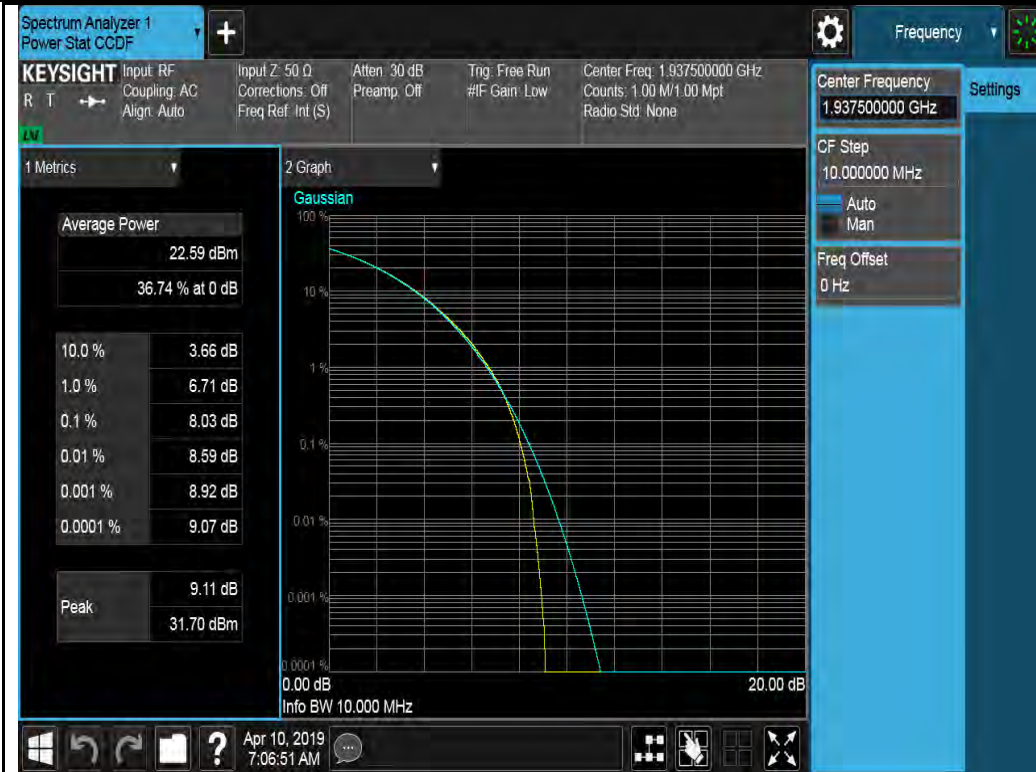 Spectrum Analyzer 1
Power Stat CCDF
+
Frequency
KEYSIGHT
R T
LNI
Input: RF
Coupling: AC
Align: Auto
Input Z: 50 Ω
Corrections: Off
Freq Ref: Int (S)
Atten: 30 dB
Preamp: Off
Trig: Free Run
#IF Gain: Low
Center Freq: 1.937500000 GHz
Counts: 1.00 M/1.00 Mpt
Radio Std: None
1 Metrics
Average Power
22.59 dBm
36.74 % at 0 dB
10.0 % 3.66 dB
1.0 % 6.71 dB
0.1 % 8.03 dB
0.01 % 8.59 dB
0.001 % 8.92 dB
0.0001 % 9.07 dB
Peak
9.11 dB
31.70 dBm
2 Graph
Gaussian
100 %
10 %
1 %
0.1 %
0.01 %
0.001 %
0.0001 %
0.00 dB 20.00 dB
Info BW 10.000 MHz
Center Frequency
1.937500000 GHz
CF Step
10.000000 MHz
Auto
Man
Freq Offset
0 Hz
Settings
?
Apr 10, 2019
7:06:51 AM